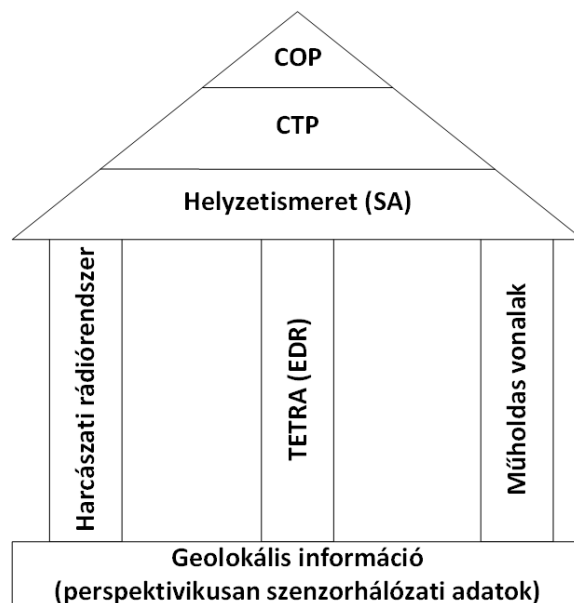 COP
CTP
Helyzetismeret (SA)
Harcászati rádiórendszer
TETRA (EDR)
Műholdas vonalak
Geolokális információ
(perspektivikusan szenzorhálózati adatok)